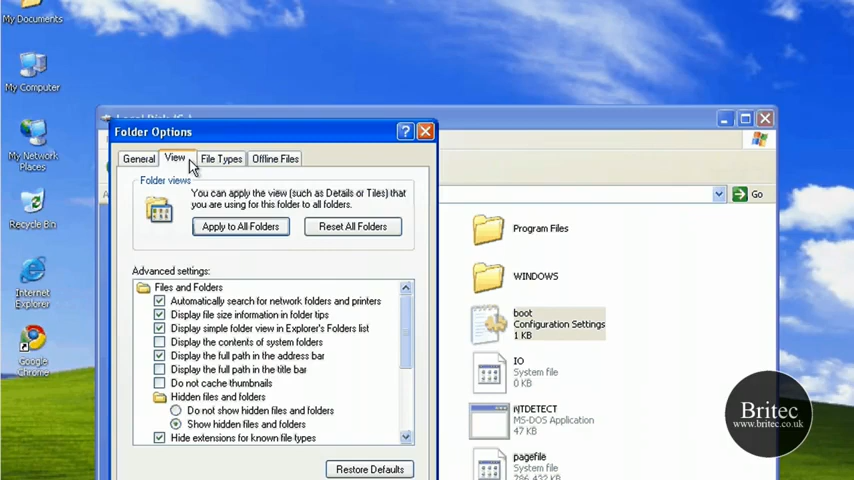 My Documents
My Computer
My Network
Places
Recycle Bin
Internet
Explorer
Google
Chrome
Folder Options
General
View
File Types
Offline Files
Folder views
You can apply the view (such as Details or Tiles) that
you are using for this folder to all folders.
Apply to All Folders
Reset All Folders
Advanced settings:
Files and Folders
Automatically search for network folders and printers
Display file size information in folder tips
Display simple folder view in Explorer's Folders list
Display the contents of system folders
Display the full path in the address bar
Display the full path in the title bar
Do not cache thumbnails
Hidden files and folders
Do not show hidden files and folders
Show hidden files and folders
Hide extensions for known file types
Restore Defaults
Go
Program Files
WINDOWS
boot
Configuration Settings
1 KB
IO
System file
0 KB
NTDETECT
MS-DOS Application
47 KB
pagefile
System file
786,432 KB
Britec
www.britec.co.uk